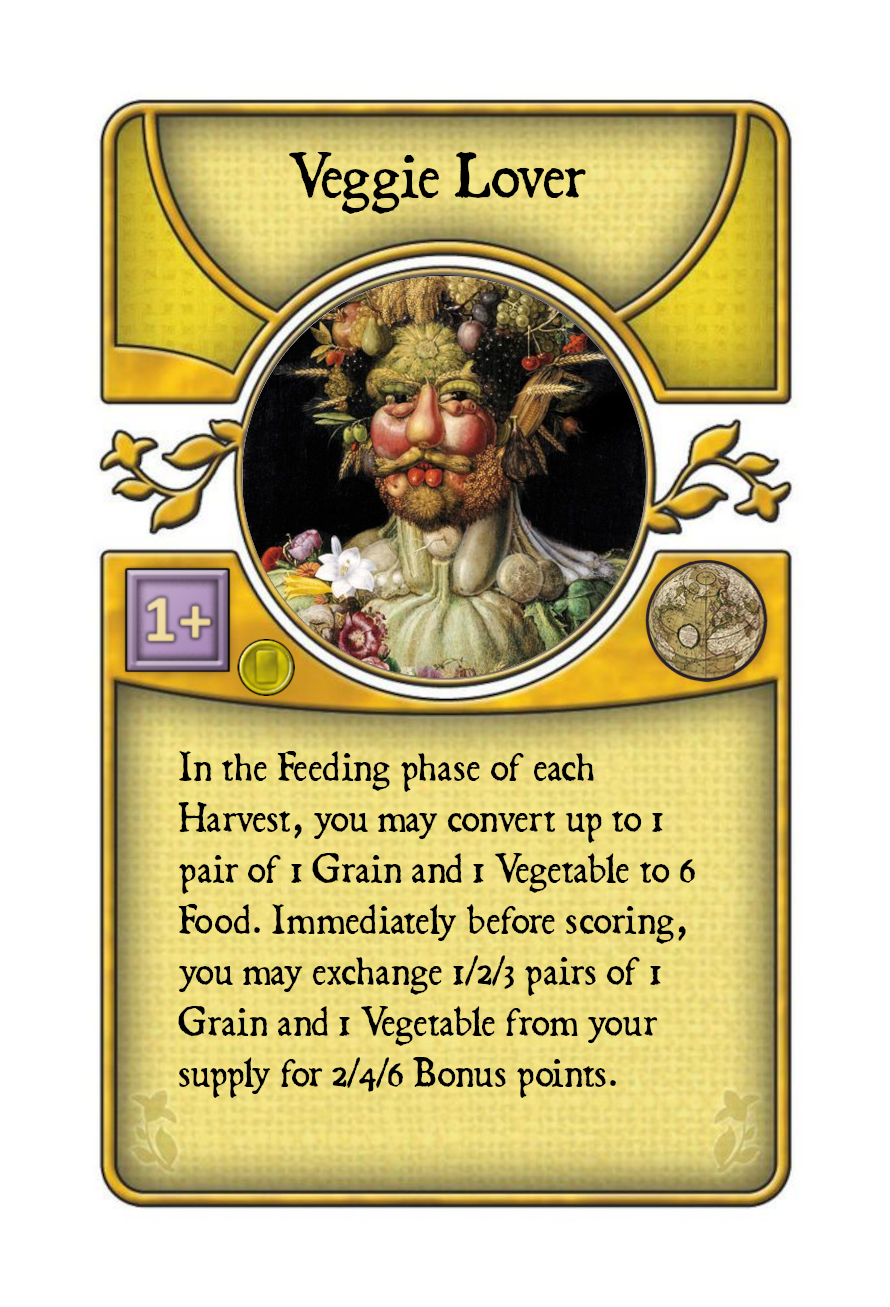 Veggie Lover
1+
In the Feeding phase of each
Harvest, you may convert up to 1
pair of 1 Grain and 1 Vegetable to 6
Food. Immediately before scoring,
you may exchange 1/2/3 pairs of 1
Grain and 1 Vegetable from your
supply for 2/4/6 Bonus points.